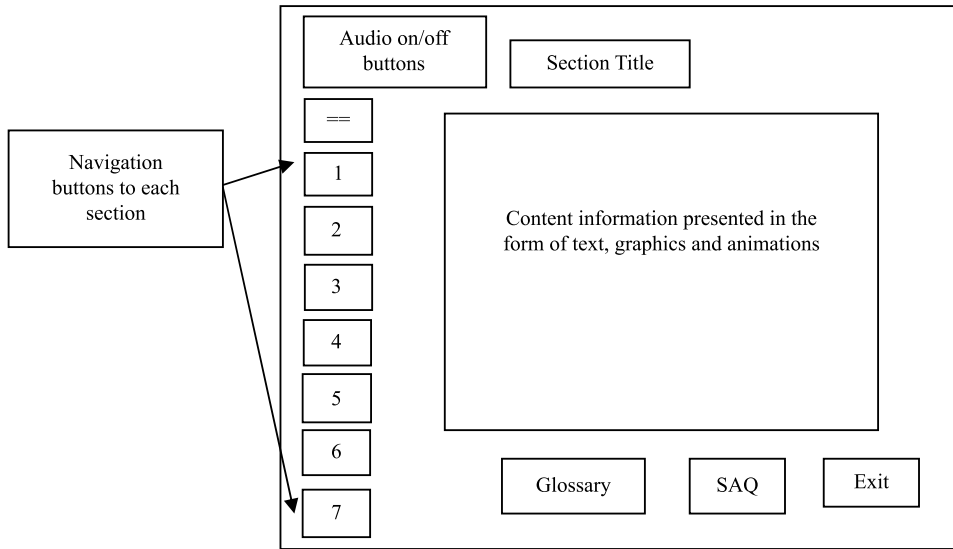 Audio on/off
buttons
Section Title
==
Navigation
buttons to each
section
1
2
3
4
5
6
7
Content information presented in the
form of text, graphics and animations
Glossary
SAQ
Exit